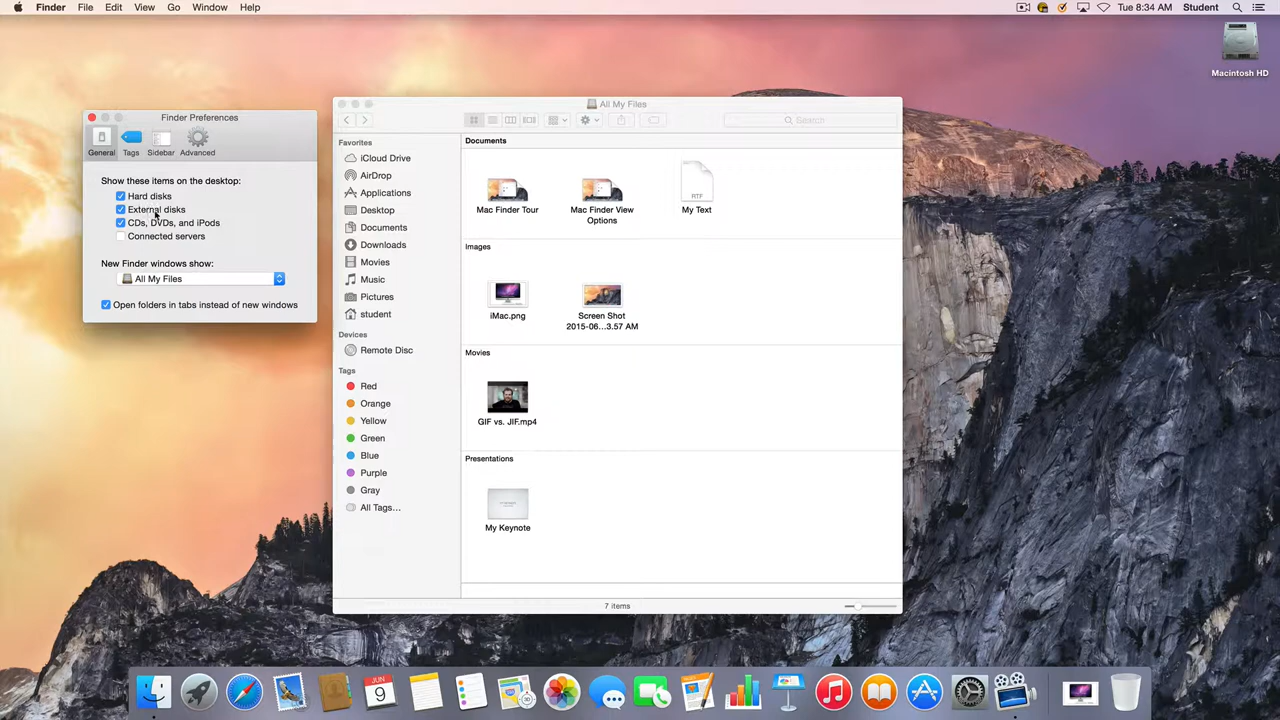 Finder File Edit View Go Window Help Tue 8:34 AM Student
Macintosh HD
Finder Preferences
General Tags Sidebar Advanced
Show these items on the desktop:
Hard disks
External disks
CDs, DVDs, and iPods
Connected servers
New Finder windows show:
All My Files
Open folders in tabs instead of new windows
All My Files
Search
Favorites
iCloud Drive
AirDrop
Applications
Desktop
Documents
Downloads
Movies
Music
Pictures
student
Devices
Remote Disc
Tags
Red
Orange
Yellow
Green
Blue
Purple
Gray
All Tags...
Documents
Mac Finder Tour
Mac Finder View
Options
RTF
My Text
Images
iMac.png
Screen Shot
2015-06...3.57 AM
Movies
GIF vs. JIF.mp4
Presentations
My Keynote
7 items
JUN
9